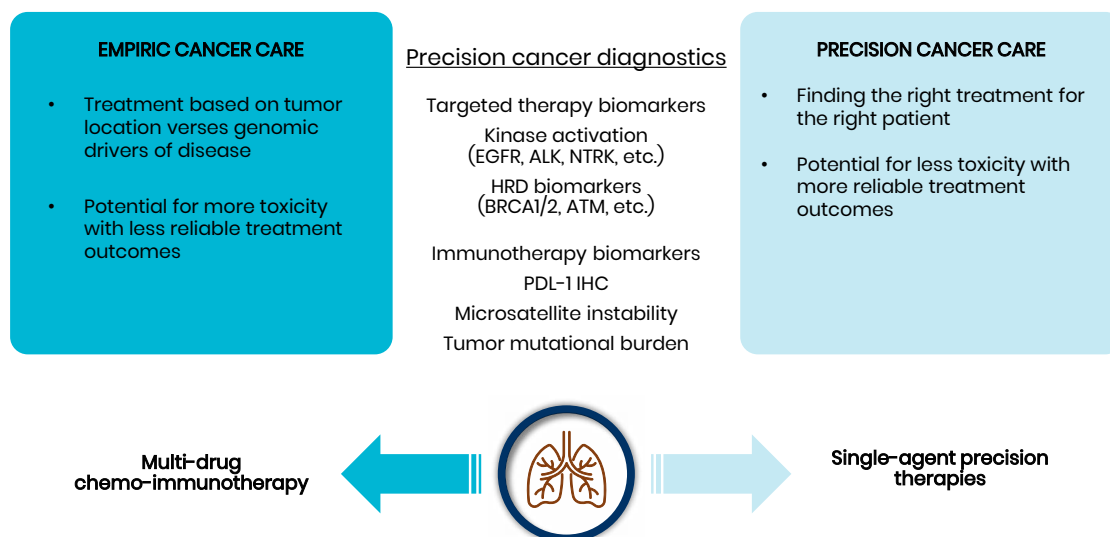 EMPIRIC CANCER CARE
• Treatment based on tumor
location verses genomic
drivers of disease
• Potential for more toxicity
with less reliable treatment
outcomes
Precision cancer diagnostics
Targeted therapy biomarkers
Kinase activation
(EGFR, ALK, NTRK, etc.)
HRD biomarkers
(BRCA1/2, ATM, etc.)
Immunotherapy biomarkers
PDL-1 IHC
Microsatellite instability
Tumor mutational burden
PRECISION CANCER CARE
• Finding the right treatment for
the right patient
• Potential for less toxicity with
more reliable treatment
outcomes
Multi-drug
chemo-immunotherapy
Single-agent precision
therapies